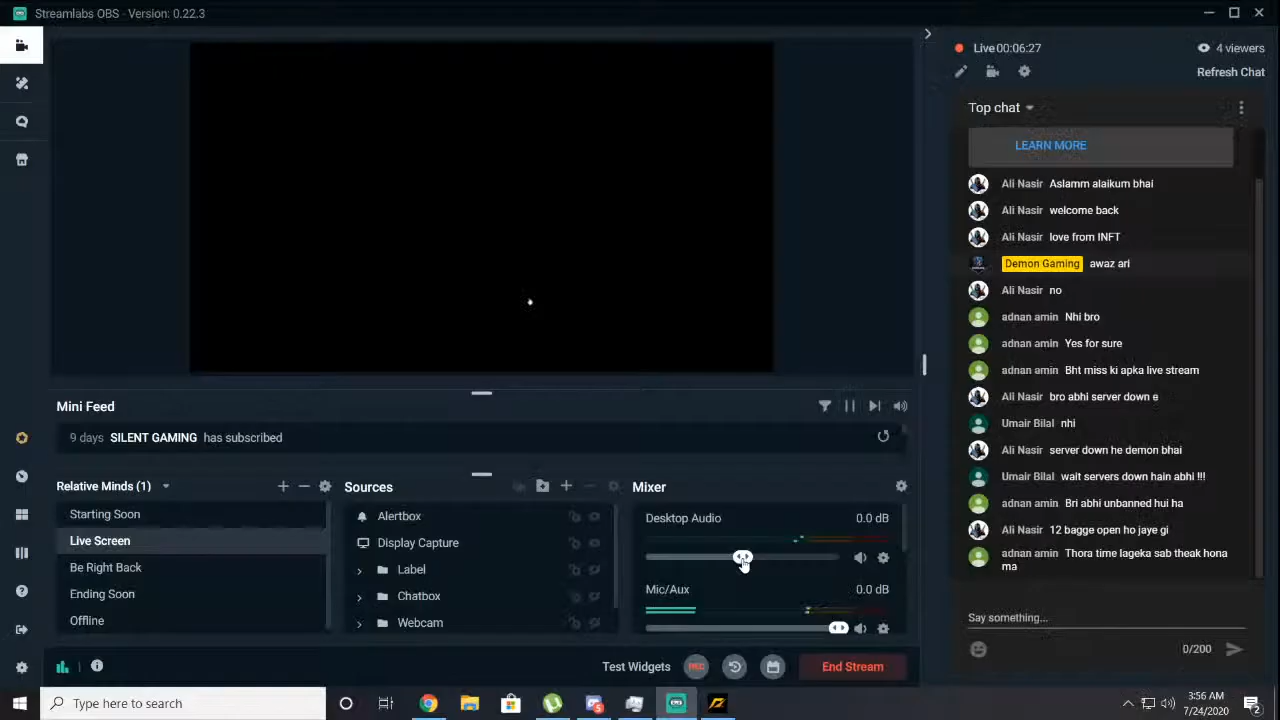 Streamlabs OBS - Version: 0.22.3
Live 00:06:27
4 viewers
Refresh Chat
Top chat
LEARN MORE
Ali Nasir Aslamm alaikum bhai
Ali Nasir welcome back
Ali Nasir love from INFT
Demon Gaming awaz ari
Ali Nasir no
adnan amin Nhi bro
adnan amin Yes for sure
adnan amin Bht miss ki apka live stream
Ali Nasir bro abhi server down e
Umair Bilal nhi
Ali Nasir server down he demon bhai
Umair Bilal wait servers down hain abhi !!!
adnan amin Bri abhi unbanned hui ha
Ali Nasir 12 bagge open ho jaye gi
adnan amin Thora time lageka sab theak hona
ma
Say something...
0/200
Mini Feed
9 days SILENT GAMING has subscribed
Relative Minds (1)
Starting Soon
Live Screen
Be Right Back
Ending Soon
Offline
Sources
Alertbox
Display Capture
Label
Chatbox
Webcam
Mixer
Desktop Audio 0.0 dB
Mic/Aux 0.0 dB
Test Widgets
REC
End Stream
Type here to search
3:56 AM
7/24/2020
2